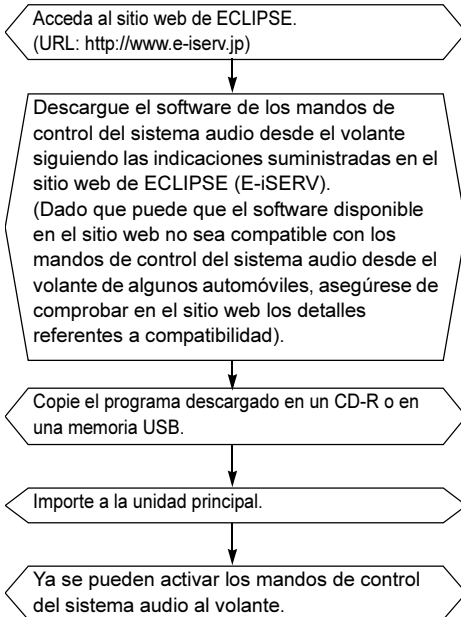 Acceda al sitio web de ECLIPSE.
(URL: http://www.e-iserv.jp)
Descargue el software de los mandos de
control del sistema audio desde el volante
siguiendo las indicaciones suministradas en el
sitio web de ECLIPSE (E-iSERV).
(Dado que puede que el software disponible
en el sitio web no sea compatible con los
mandos de control del sistema audio desde el
volante de algunos automóviles, asegúrese de
comprobar en el sitio web los detalles
referentes a compatibilidad).
Copie el programa descargado en un CD-R o en
una memoria USB.
Importe a la unidad principal.
Ya se pueden activar los mandos de control
del sistema audio al volante.